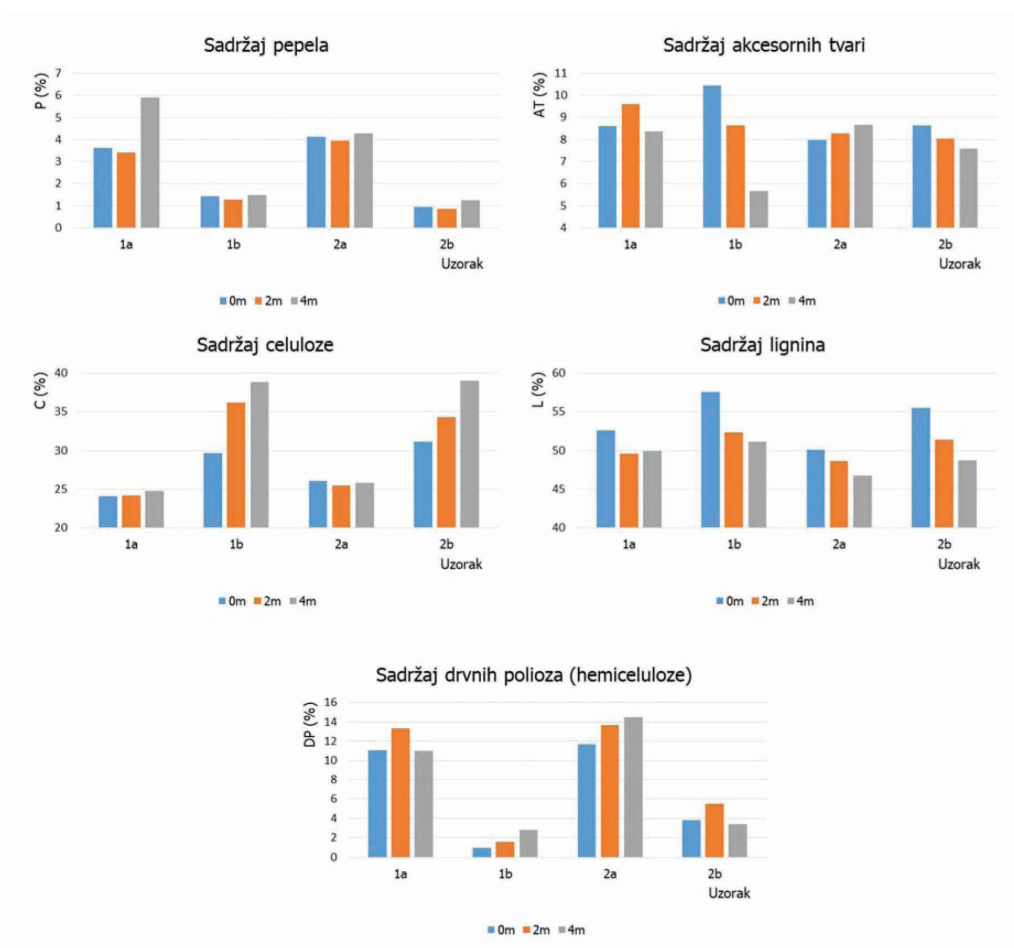 Sadržaj pepela
P (%)
7
6
5
4
3
2
1
0
1a 1b 2a 2b
Uzorak
0m 2m 4m
Sadržaj akcesornih tvari
AT (%)
11
10
9
8
7
6
5
4
1a 1b 2a 2b
Uzorak
0m 2m 4m
Sadržaj celuloze
C (%)
40
35
30
25
20
1a 1b 2a 2b
Uzorak
0m 2m 4m
Sadržaj lignina
L (%)
60
55
50
45
40
1a 1b 2a 2b
Uzorak
0m 2m 4m
Sadržaj drvnih polioza (hemiceluloze)
DP (%)
16
14
12
10
8
6
4
2
0
1a 1b 2a 2b
Uzorak
0m 2m 4m